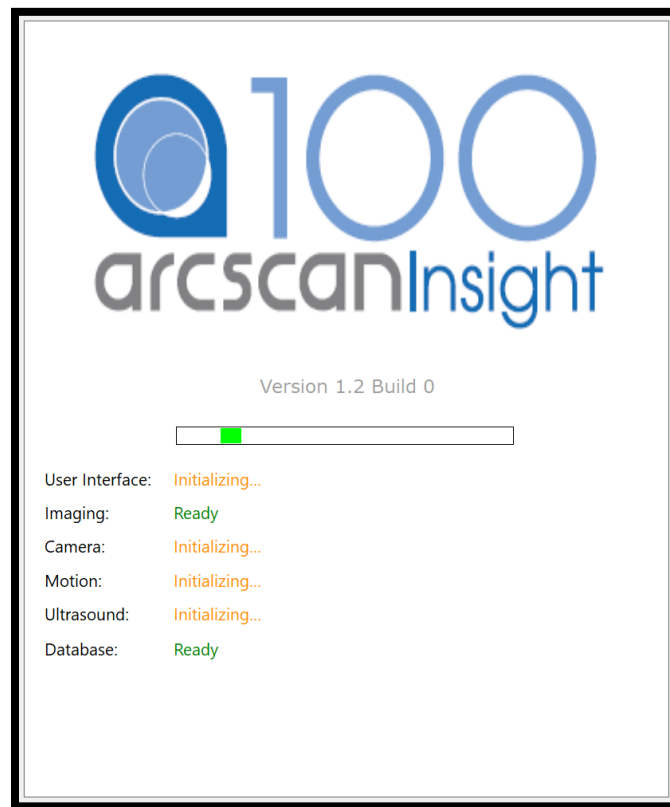 a100
arcscanInsight
Version 1.2 Build 0
User Interface: Initializing...
Imaging: Ready
Camera: Initializing...
Motion: Initializing...
Ultrasound: Initializing...
Database: Ready